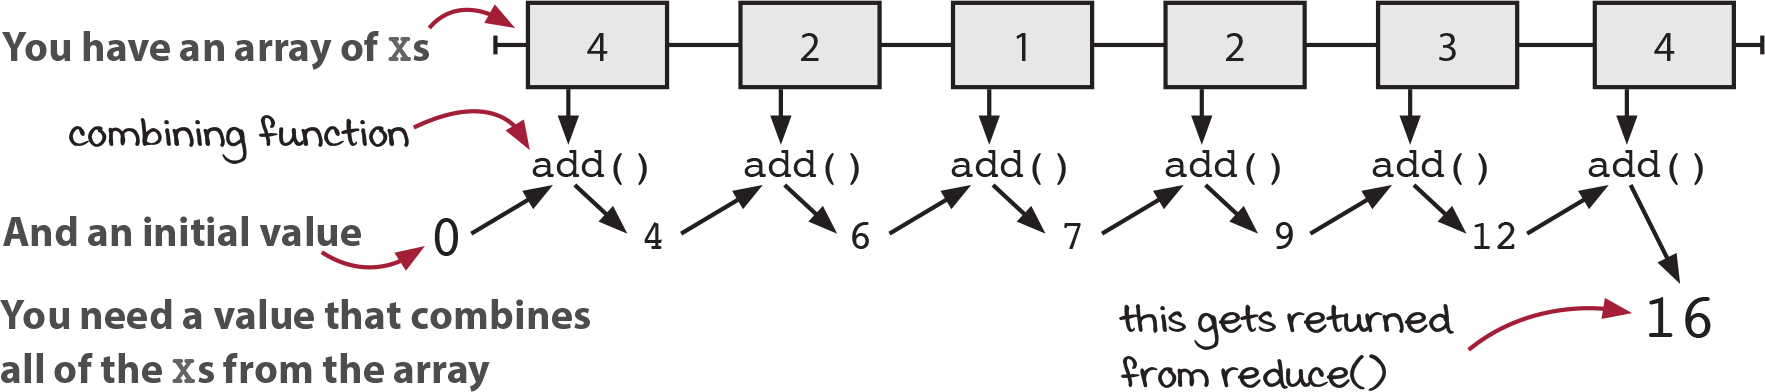 You have an array of Xs
4 2 1 2 3 4
combining function
add() add() add() add() add() add()
And an initial value
0 4 6 7 9 12
You need a value that combines
all of the Xs from the array
this gets returned
from reduce()
16